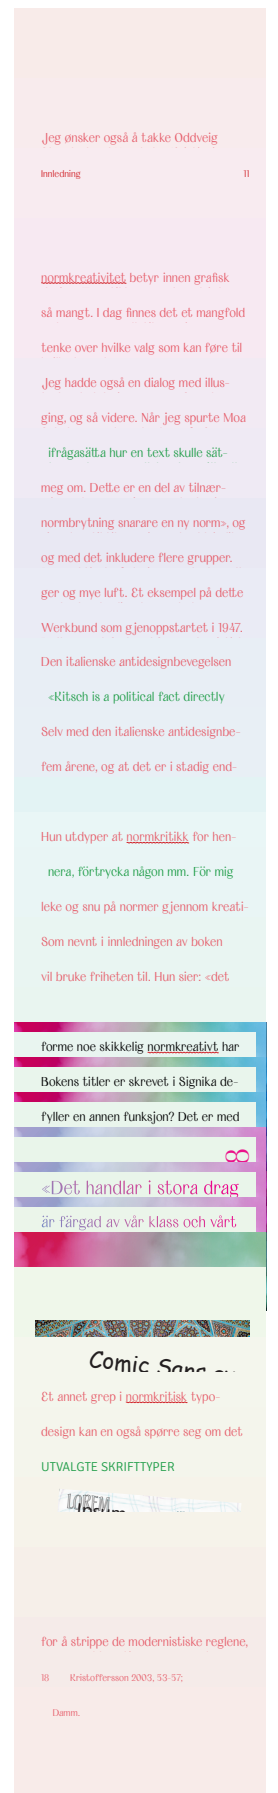 Jeg ønsker også å takke Oddveig
Innledning 11
normkreativitet betyr innen grafisk
så mangt. I dag finnes det et mangfold
tenke over hvilke valg som kan føre til
Jeg hadde også en dialog med illus-
ging, og så videre. Når jeg spurte Moa
ifrågasätta hur en text skulle sät-
meg om. Dette er en del av tilnær-
normbrytning snarare en ny norm», og
og med det inkludere flere grupper.
ger og mye luft. Et eksempel på dette
Werkbund som gjenoppstartet i 1947.
Den italienske antidesignbevegelsen
«Kitsch is a political fact directly
Selv med den italienske antidesignbe-
fem årene, og at det er i stadig end-
Hun utdyper at normkritikk for hen-
nera, förtrycka någon mm. För mig
leke og snu på normer gjennom kreati-
Som nevnt i innledningen av boken
vil bruke friheten til. Hun sier: «det
forme noe skikkelig normkreativt har
Bokens titler er skrevet i Signika de-
fyller en annen funksjon? Det er med
8
«Det handlar i stora drag
är färgad av vår klass och vårt
Comic Sans
Et annet grep i normkritisk typo-
design kan en også spørre seg om det
UTVALGTE SKRIFTTYPER
LOREM
Ipsum
for å strippe de modernistiske reglene,
18 Kristoffersson 2003, 53-57;
Damm.